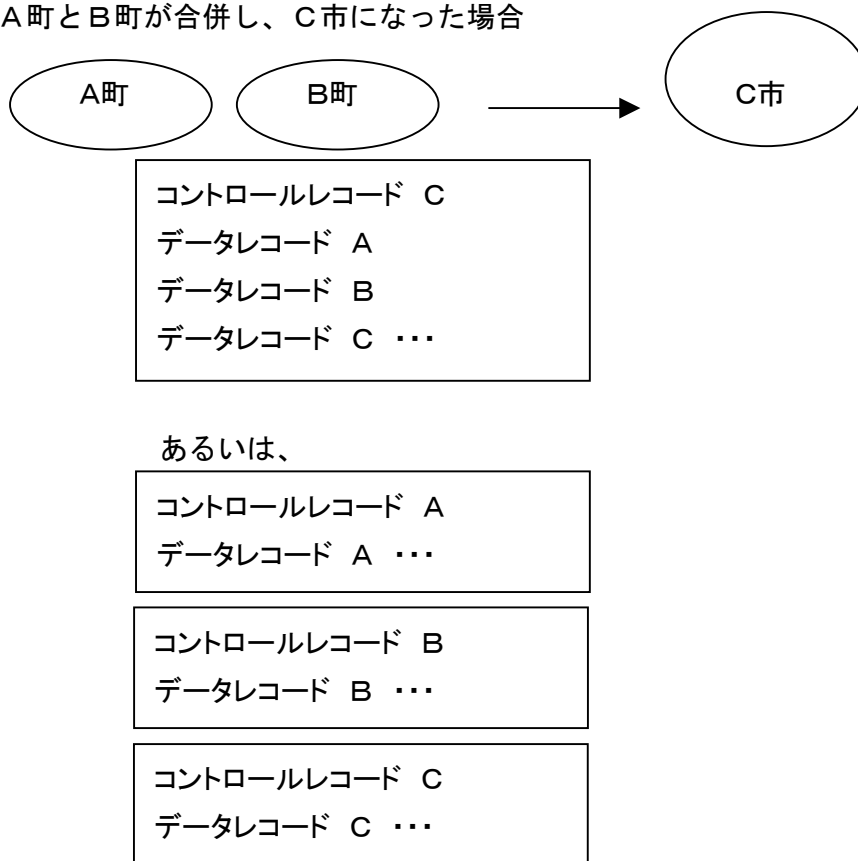 A町とB町が合併し、C市になった場合
A町 B町 C市
コントロールレコード C
データレコード A
データレコード B
データレコード C ・・・
あるいは、
コントロールレコード A
データレコード A ・・・
コントロールレコード B
データレコード B ・・・
コントロールレコード C
データレコード C ・・・